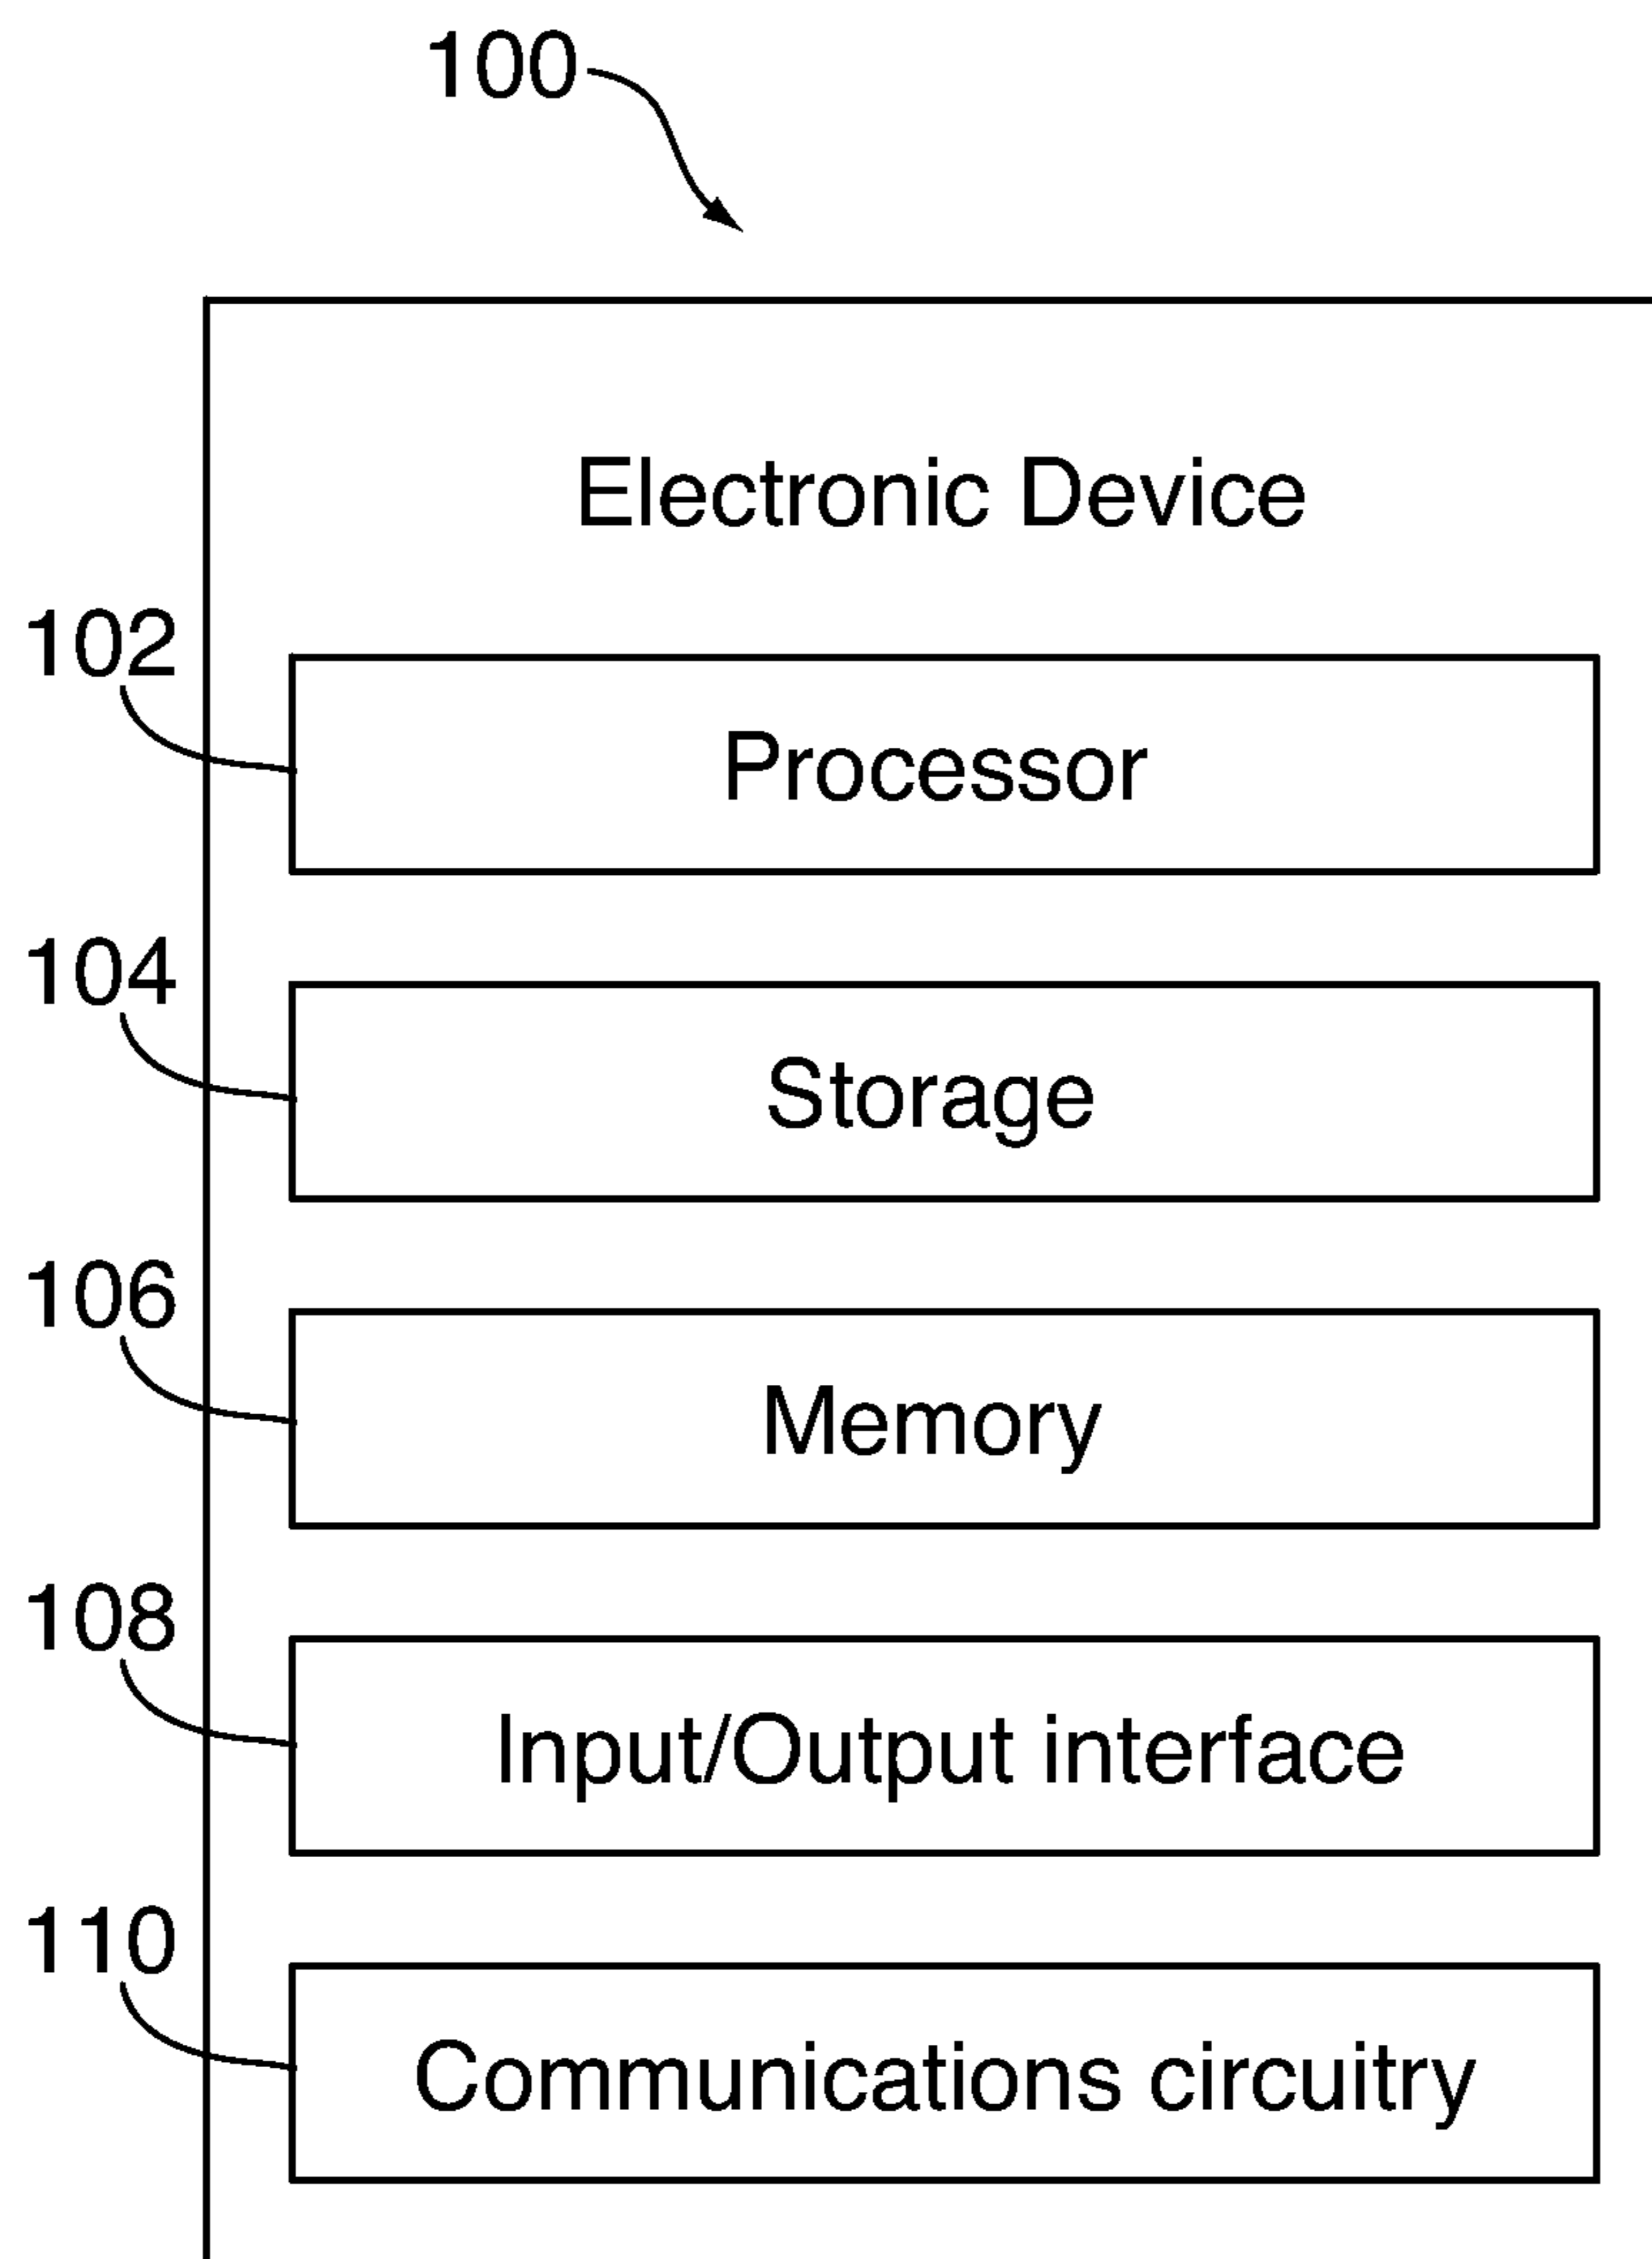 100
Electronic Device
102
Processor
104
Storage
106
Memory
108
Input/Output interface
110
Communications circuitry